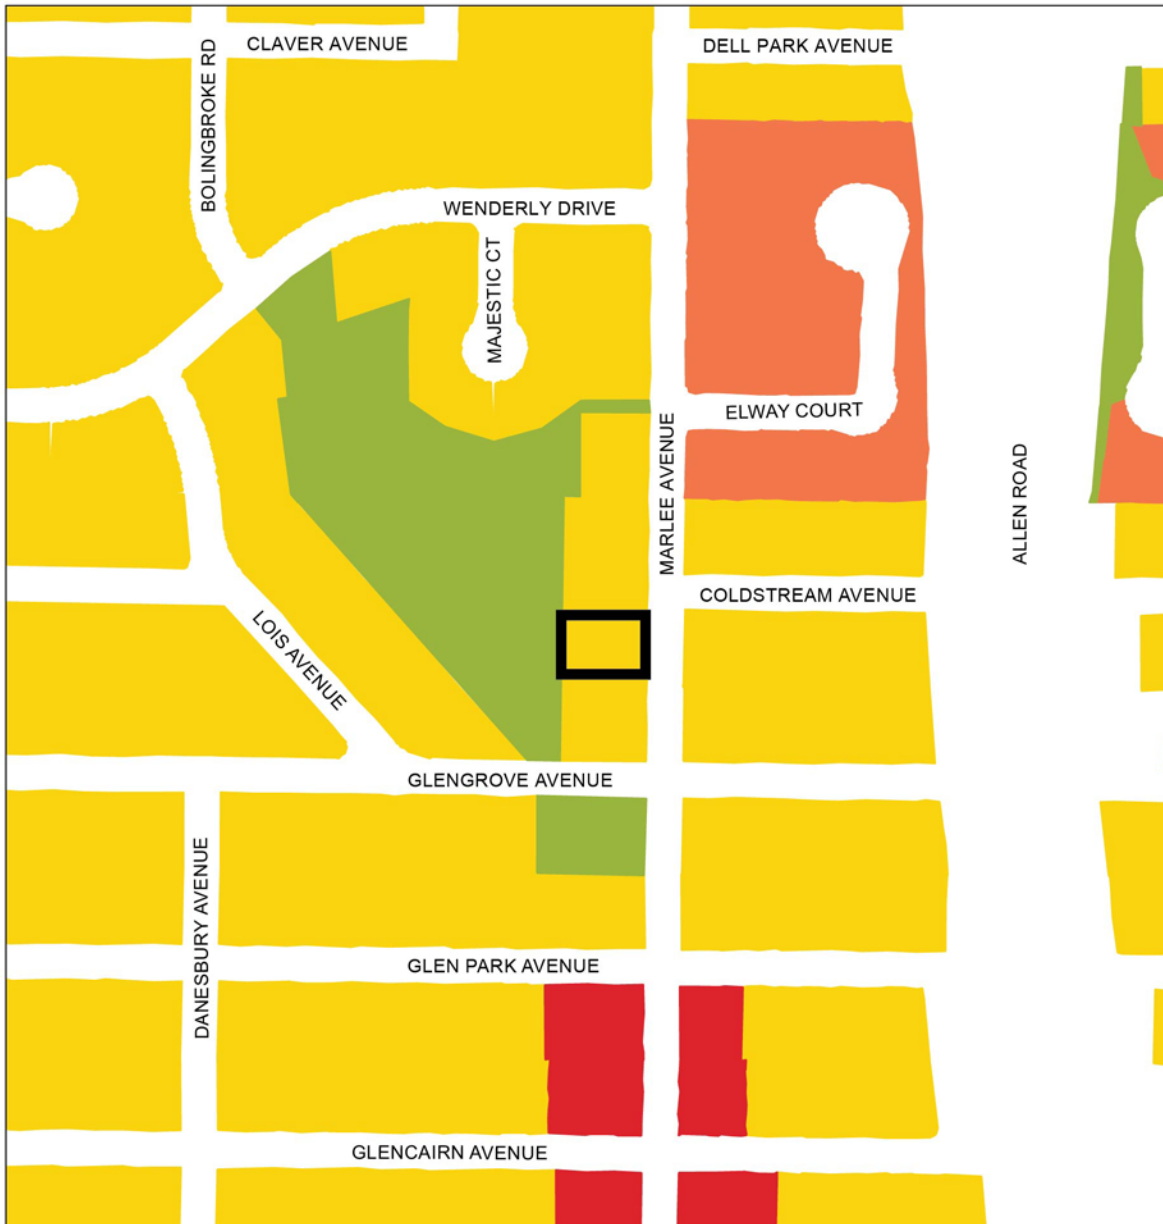 CLAVER AVENUE
DELL PARK AVENUE
BOLINGBROKE RD
WENDERLY DRIVE
MAJESTIC CT
ELWAY COURT
MARLEE AVENUE
ALLEN ROAD
COLDSTREAM AVENUE
LOIS AVENUE
GLENGROVE AVENUE
DANESBURY AVENUE
GLEN PARK AVENUE
GLENCAIRN AVENUE